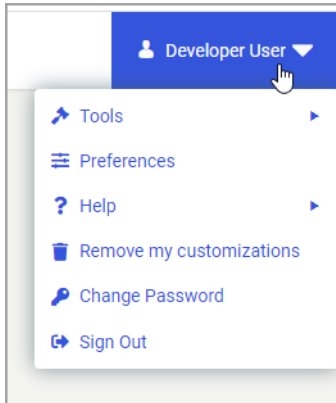 Developer User
Tools
Preferences
Help
Remove my customizations
Change Password
Sign Out